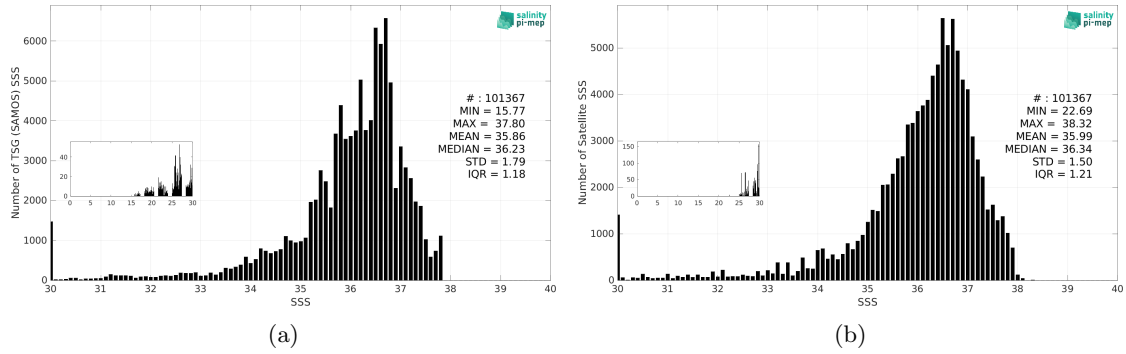 salinity
pi-mep
Number of TSG (SAMOS) SSS
6000
5000
4000
3000
2000
1000
0
# : 101367
MIN = 15.77
MAX = 37.80
MEAN = 35.86
MEDIAN = 36.23
STD = 1.79
IQR = 1.18
40
20
0
0 5 10 15 20 25 30
30 31 32 33 34 35 36 37 38 39 40
SSS
(a)
salinity
pi-mep
Number of Satellite SSS
5000
4000
3000
2000
1000
0
# : 101367
MIN = 22.69
MAX = 38.32
MEAN = 35.99
MEDIAN = 36.34
STD = 1.50
IQR = 1.21
150
100
50
0
0 5 10 15 20 25 30
30 31 32 33 34 35 36 37 38 39 40
SSS
(b)